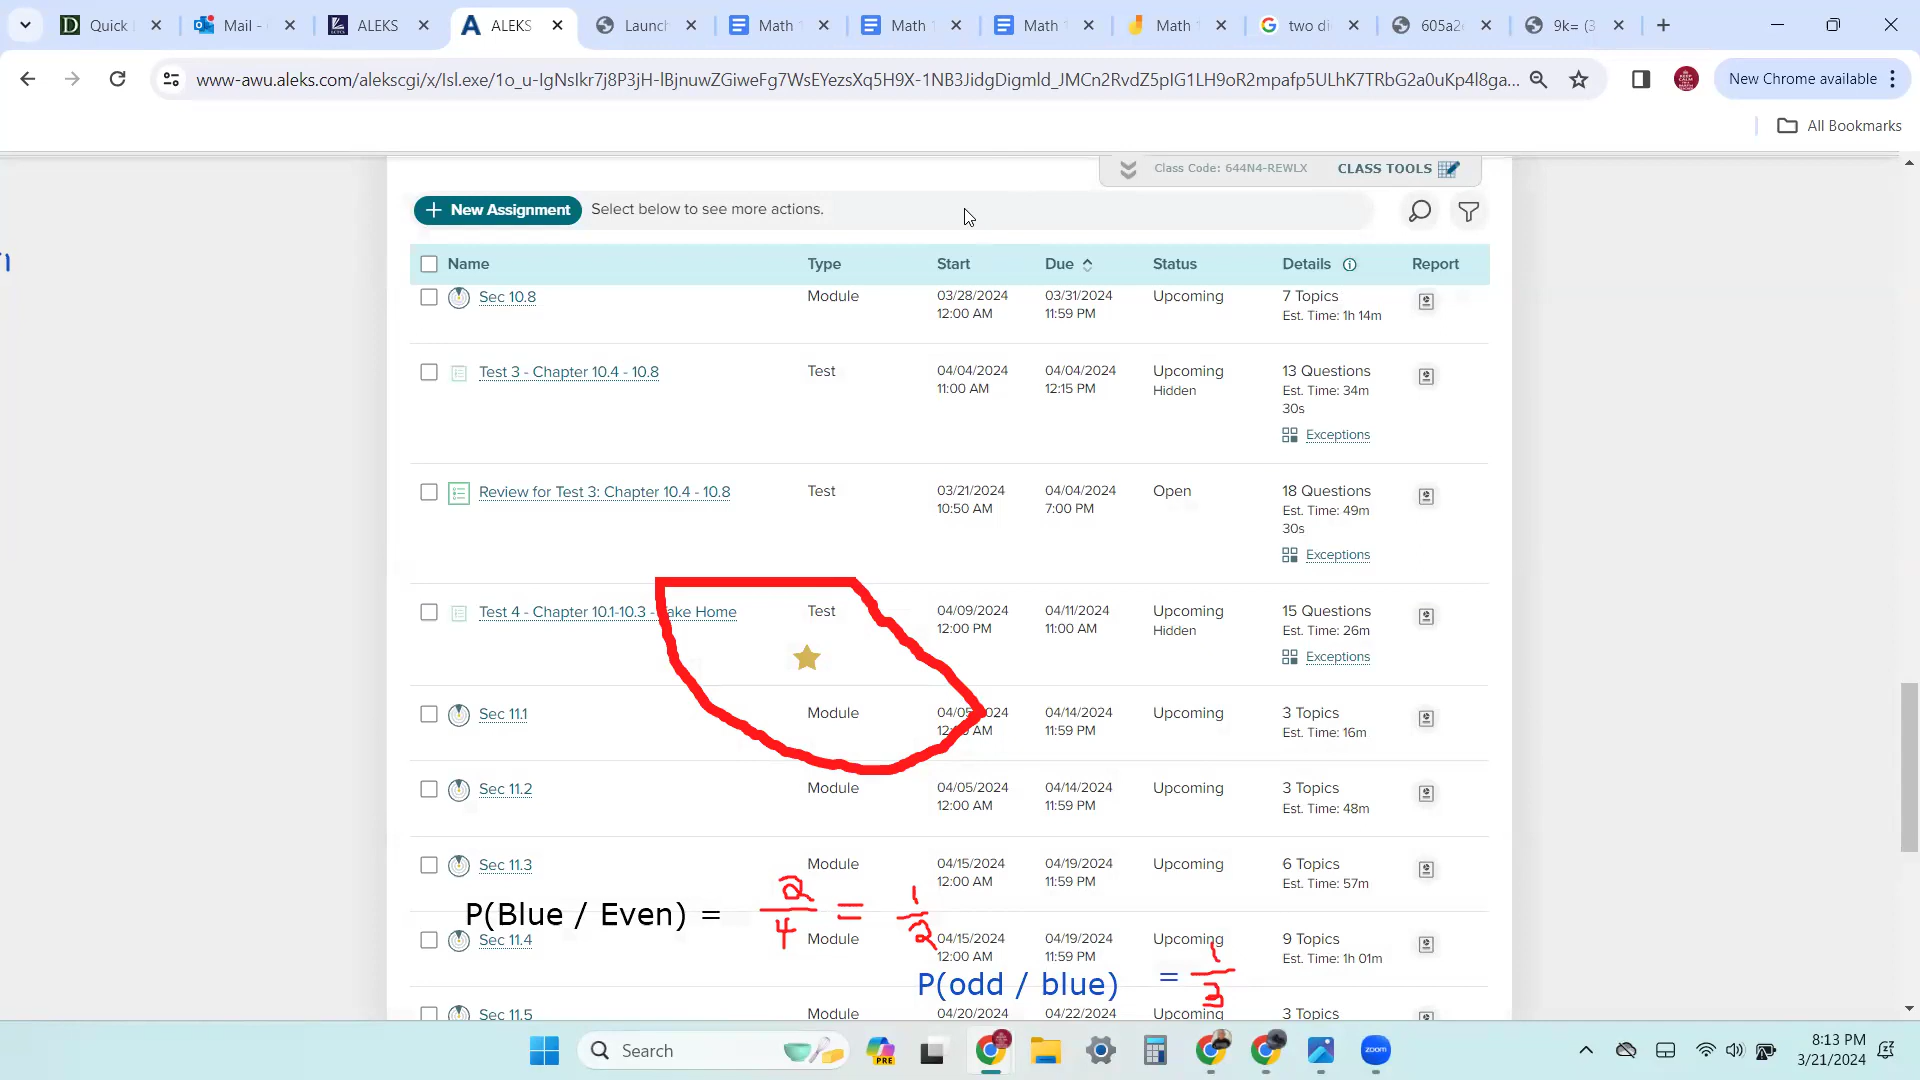 Quick
Mail -
ALEKS
ALEKS
Launch
Math
Math
Math
Math
two di
605a2
9k= (3
www-awu.aleks.com/alekscgi/x/Isl.exe/1o_u-IgNsIkr7j8P3jH-lBjnuwZGiweFg7WsEYezsXq5H9X-1NB3JidgDigmld_JMCn2RvdZ5pIG1LH9oR2mpafp5ULhK7TRbG2a0uKp4l8ga...
New Chrome available
All Bookmarks
Class Code: 644N4-REWLX
CLASS TOOLS
+ New Assignment
Select below to see more actions.
Name Type Start Due Status Details Report
Sec 10.8 Module 03/28/2024 03/31/2024 Upcoming 7 Topics
12:00 AM 11:59 PM Est. Time: 1h 14m
Test 3 - Chapter 10.4 - 10.8 Test 04/04/2024 04/04/2024 Upcoming 13 Questions
11:00 AM 12:15 PM Hidden Est. Time: 34m
30s
Exceptions
Review for Test 3: Chapter 10.4 - 10.8 Test 03/21/2024 04/04/2024 Open 18 Questions
10:50 AM 7:00 PM Est. Time: 49m
30s
Exceptions
Test 4 - Chapter 10.1-10.3 - Take Home Test 04/09/2024 04/11/2024 Upcoming 15 Questions
12:00 PM 11:00 AM Hidden Est. Time: 26m
Exceptions
Sec 11.1 Module 04/05/2024 04/14/2024 Upcoming 3 Topics
12:00 AM 11:59 PM Est. Time: 16m
Sec 11.2 Module 04/05/2024 04/14/2024 Upcoming 3 Topics
12:00 AM 11:59 PM Est. Time: 48m
Sec 11.3 Module 04/15/2024 04/19/2024 Upcoming 6 Topics
12:00 AM 11:59 PM Est. Time: 57m
P(Blue / Even) = 2/4 = 1/2
Sec 11.4 Module 04/15/2024 04/19/2024 Upcoming 9 Topics
12:00 AM 11:59 PM Est. Time: 1h 01m
P(odd / blue) = 1/3
Sec 11.5 Module 04/20/2024 04/22/2024 Upcoming 3 Topics
Search
PRE
zoom
8:13 PM
3/21/2024